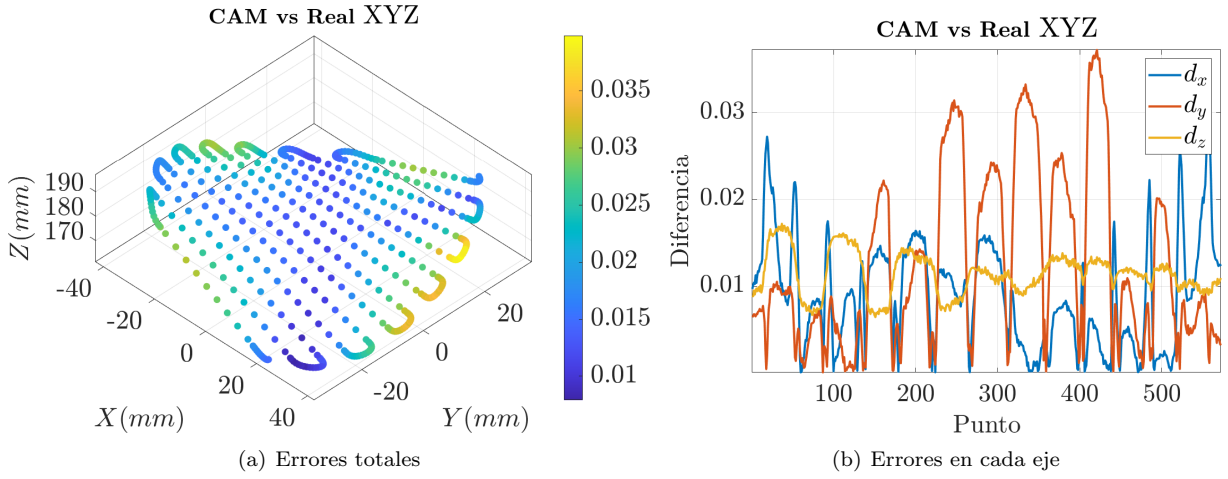 CAM vs Real XYZ
190
180
170
Z(mm)
-40
-20
0
20
40
X(mm)
-20
0
20
Y(mm)
0.035
0.03
0.025
0.02
0.015
0.01
(a) Errores totales
CAM vs Real XYZ
0.03
0.02
0.01
Diferencia
100 200 300 400 500
Punto
d_x
d_y
d_z
(b) Errores en cada eje